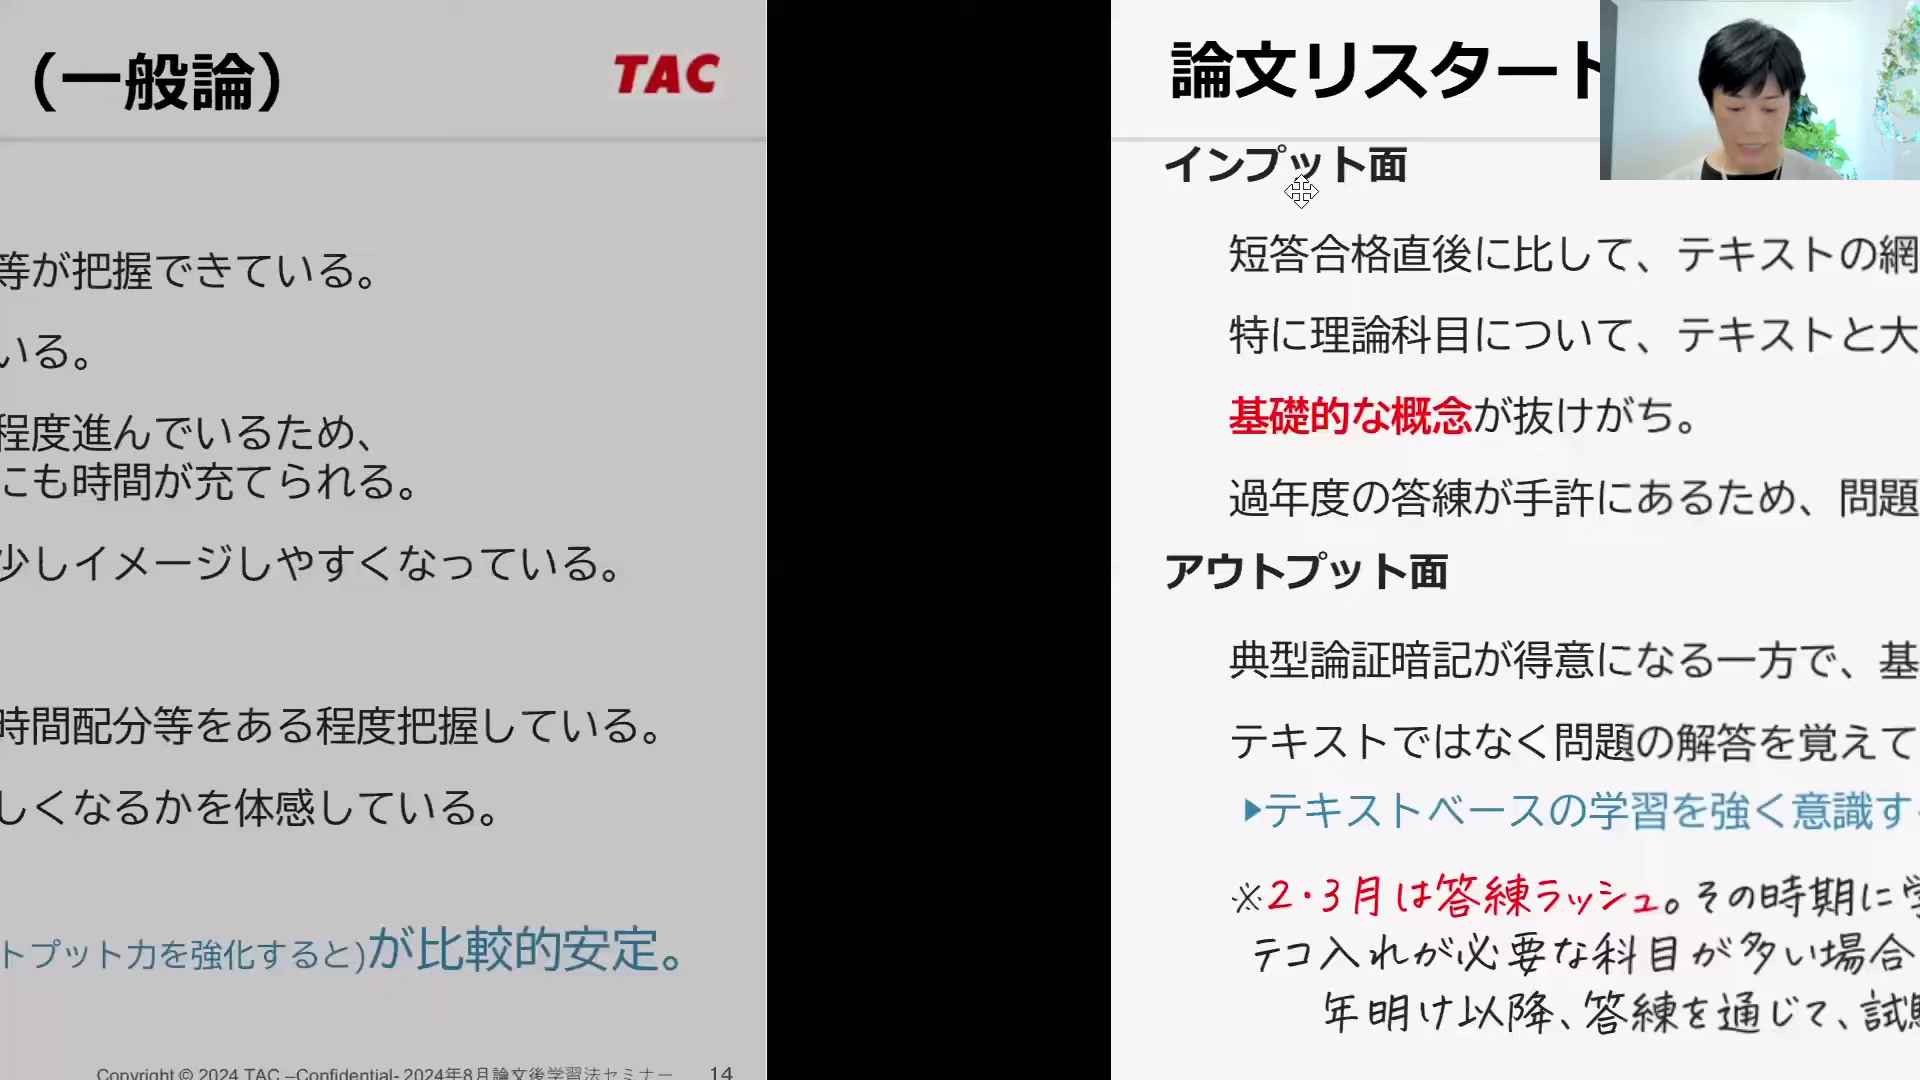 （一般論）
TAC
等が把握できている。
いる。
程度進んでいるため、
にも時間が充てられる。
少しイメージしやすくなっている。
時間配分等をある程度把握している。
しくなるかを体感している。
トプット力を強化すると)が比較的安定。
Copyright © 2024 TAC –Confidential- 2024年8月論文後学習法セミナー 14
論文リスタート
インプット面
短答合格直後に比して、テキストの網
特に理論科目について、テキストと大
基礎的な概念が抜けがち。
過年度の答練が手許にあるため、問題
アウトプット面
典型論証暗記が得意になる一方で、基
テキストではなく問題の解答を覚えて
▶テキストベースの学習を強く意識す
※2・3月は答練ラッシュ。その時期に学
テコ入れが必要な科目が多い場合
年明け以降、答練を通じて、試験